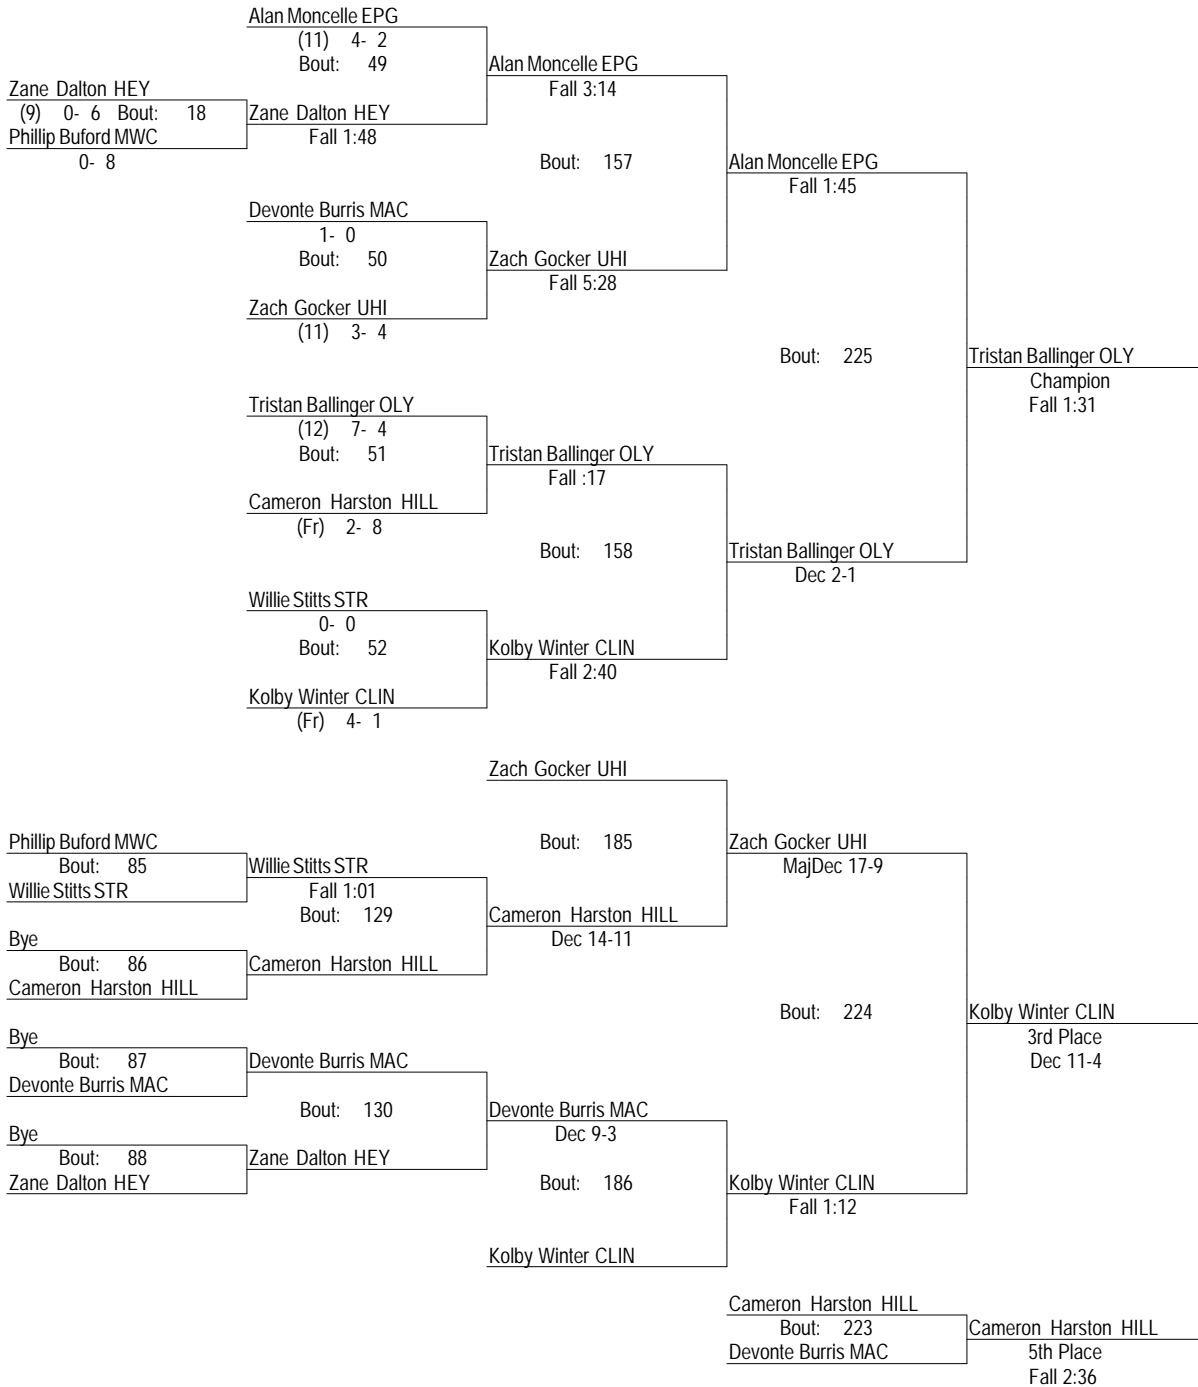 Alan Moncelle EPG
(11) 4- 2
Bout: 49
Alan Moncelle EPG
Fall 3:14
Zane Dalton HEY
(9) 0- 6 Bout: 18
Phillip Buford MWC
0- 8
Zane Dalton HEY
Fall 1:48
Bout: 157
Alan Moncelle EPG
Fall 1:45
Devonte Burris MAC
1- 0
Bout: 50
Zach Gocker UHI
Fall 5:28
Zach Gocker UHI
(11) 3- 4
Bout: 225
Tristan Ballinger OLY
Champion
Fall 1:31
Tristan Ballinger OLY
(12) 7- 4
Bout: 51
Tristan Ballinger OLY
Fall :17
Cameron Harston HILL
(Fr) 2- 8
Bout: 158
Tristan Ballinger OLY
Dec 2-1
Willie Stitts STR
0- 0
Bout: 52
Kolby Winter CLIN
Fall 2:40
Kolby Winter CLIN
(Fr) 4- 1
Zach Gocker UHI
Phillip Buford MWC
Bout: 85
Willie Stitts STR
Willie Stitts STR
Fall 1:01
Bout: 185
Zach Gocker UHI
MajDec 17-9
Bout: 129
Cameron Harston HILL
Dec 14-11
Bye
Bout: 86
Cameron Harston HILL
Cameron Harston HILL
Bout: 224
Kolby Winter CLIN
3rd Place
Dec 11-4
Bye
Bout: 87
Devonte Burris MAC
Devonte Burris MAC
Bout: 130
Devonte Burris MAC
Dec 9-3
Bye
Bout: 88
Zane Dalton HEY
Zane Dalton HEY
Bout: 186
Kolby Winter CLIN
Fall 1:12
Kolby Winter CLIN
Cameron Harston HILL
Bout: 223
Devonte Burris MAC
Cameron Harston HILL
5th Place
Fall 2:36